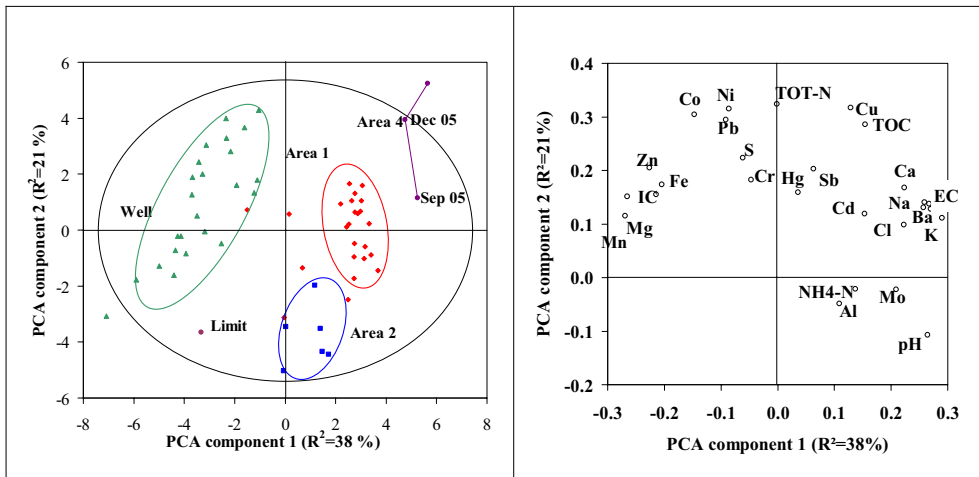 6
4
2
0
-2
-4
-6
-8
-6
-4
-2
0
2
4
6
8
PCA component 2 (R²=21 %)
PCA component 1 (R²=38 %)
Area 4
Dec 05
Area 1
Sep 05
Well
Limit
Area 2
0.4
0.3
0.2
0.1
0.0
-0.1
-0.2
-0.3
-0.2
-0.1
0.0
0.1
0.2
0.3
PCA component 2 (R²=21 %)
PCA component 1 (R²=38%)
Co
Ni
TOT-N
Cu
Pb
TOC
S
Zn
Fe
Cr
Hg
Sb
Ca
IC
Na
EC
Cd
Ba
Mg
Mn
Cl
K
NH4-N
Mo
Al
pH